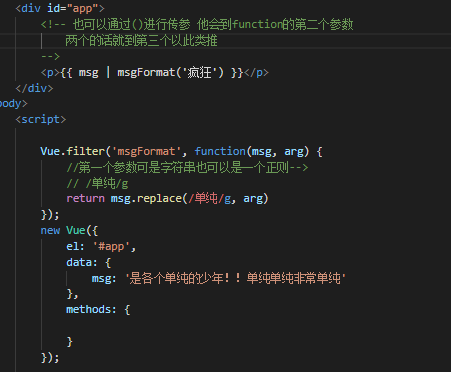 <div id="app">
<!-- 也可以通过()进行传参 他会到function的第二个参数
两个的话就到第三个以此类推
-->
<p>{{ msg | msgFormat('疯狂') }}</p>
</div>
body>
<script>
Vue.filter('msgFormat', function(msg, arg) {
//第一个参数可是字符串也可以是一个正则-->
// /单纯/g
return msg.replace(/单纯/g, arg)
});
new Vue({
el: '#app',
data: {
msg: '是各个单纯的少年!！单纯单纯非常单纯'
},
methods: {
}
});